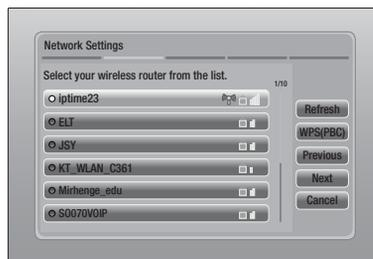 Network Settings
Select your wireless router from the list.
1/10
iptime23
ELT
JSY
KT_WLAN_C361
Mirhenge_edu
SO070VOIP
Refresh
WPS(PBC)
Previous
Next
Cancel